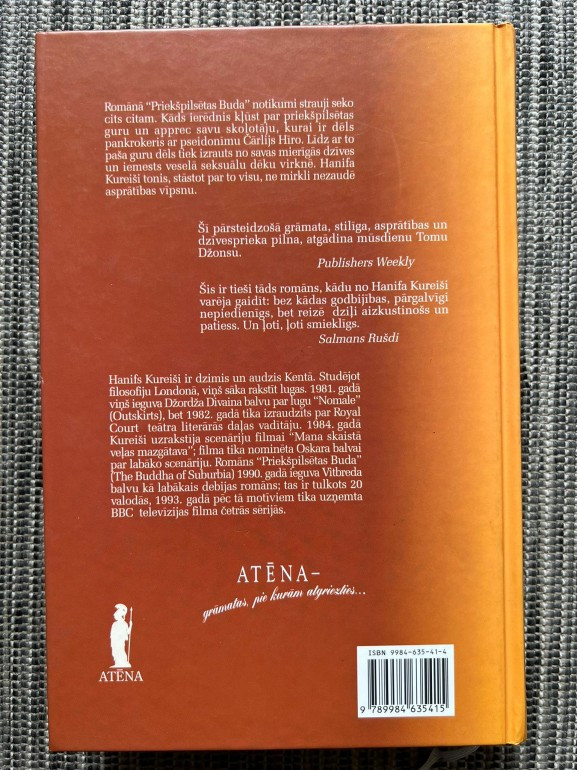 Romānā “Priekšpilsētas Buda” notikumi strauji seko
cits citam. Kāds ierēdnis kļūst par priekšpilsētas
guru un apprec savu skolotāju, kurai ir dēls
pankrokeris ar pseidonīmu Čārlijs Hīro. Līdz ar to
paša guru dēls tiek izrauts no savas mierīgās dzīves
un iemests veselā seksuālu dēku virknē. Hanifa
Kureiši tonis, stāstot par to visu, ne mirkli nezaudē
asprātības vīpsnu.
Šī pārsteidzošā grāmata, stilīga, asprātības un
dzīvesprieka pilna, atgādina mūsdienu Tomu
Džonsu.
Publishers Weekly
Šis ir tieši tāds romāns, kādu no Hanifa Kureiši
varēja gaidīt: bez kādas godbijības, pārgalvīgi
nepiedienīgs, bet reizē dziļi aizkustinošs un
patiess. Un ļoti, ļoti smieklīgs.
Salmans Rušdi
Hanifs Kureiši ir dzimis un audzis Kentā. Studējot
filosofiju Londonā, viņš sāka rakstīt lugas. 1981. gadā
viņš ieguva Džordža Divaina balvu par lugu “Nomale”
(Outskirts), bet 1982. gadā tika izraudzīts par Royal
Court teātra literārās daļas vadītāju. 1984. gadā
Kureiši uzrakstīja scenāriju filmai “Mana skaistā
veļas mazgātava”; filma tika nominēta Oskara balvai
par labāko scenāriju. Romāns “Priekšpilsētas Buda”
(The Buddha of Suburbia) 1990. gadā ieguva Vitbreda
balvu kā labākais debijas romāns; tas ir tulkots 20
valodās, 1993. gadā pēc tā motīviem tika uzņemta
BBC televīzijas filma četrās sērijās.
ATĒNA–
grāmatas, pie kurām atgriezties...
ATĒNA
ISBN 9984-635-41-4
9 789984 635415